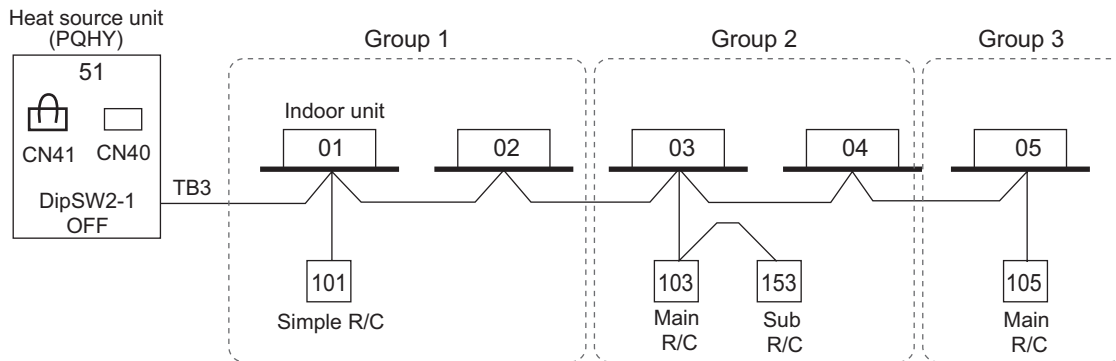 Heat source unit
(PQHY)
51
CN41 CN40
DipSW2-1
OFF
TB3
Group 1
Group 2
Group 3
Indoor unit
01
02
03
04
05
101
103
153
105
Simple R/C
Main
R/C
Sub
R/C
Main
R/C